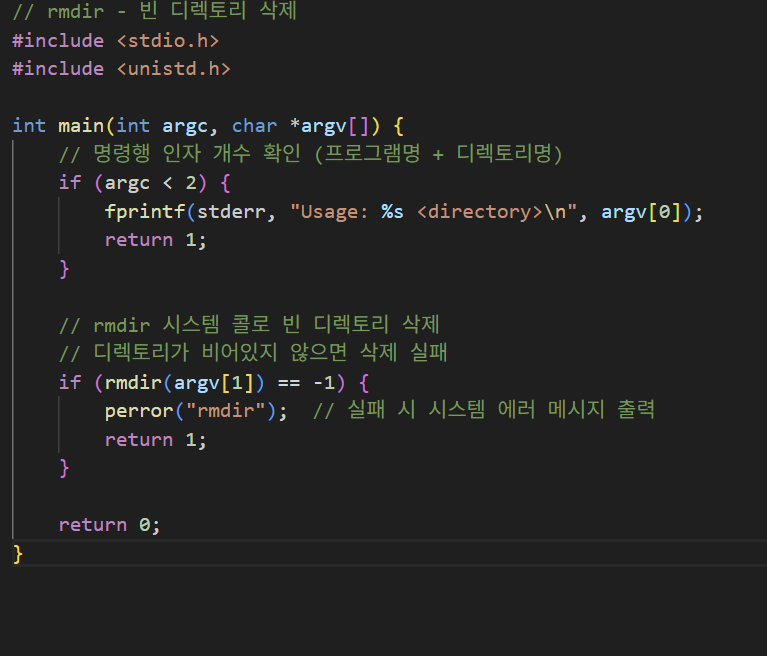 // rmdir - 빈 디렉토리 삭제
#include <stdio.h>
#include <unistd.h>
int main(int argc, char *argv[]) {
    // 명령행 인자 개수 확인 (프로그램명 + 디렉토리명)
    if (argc < 2) {
        fprintf(stderr, "Usage: %s <directory>\n", argv[0]);
        return 1;
    }
    // rmdir 시스템 콜로 빈 디렉토리 삭제
    // 디렉토리가 비어있지 않으면 삭제 실패
    if (rmdir(argv[1]) == -1) {
        perror("rmdir");  // 실패 시 시스템 에러 메시지 출력
        return 1;
    }
    return 0;
}